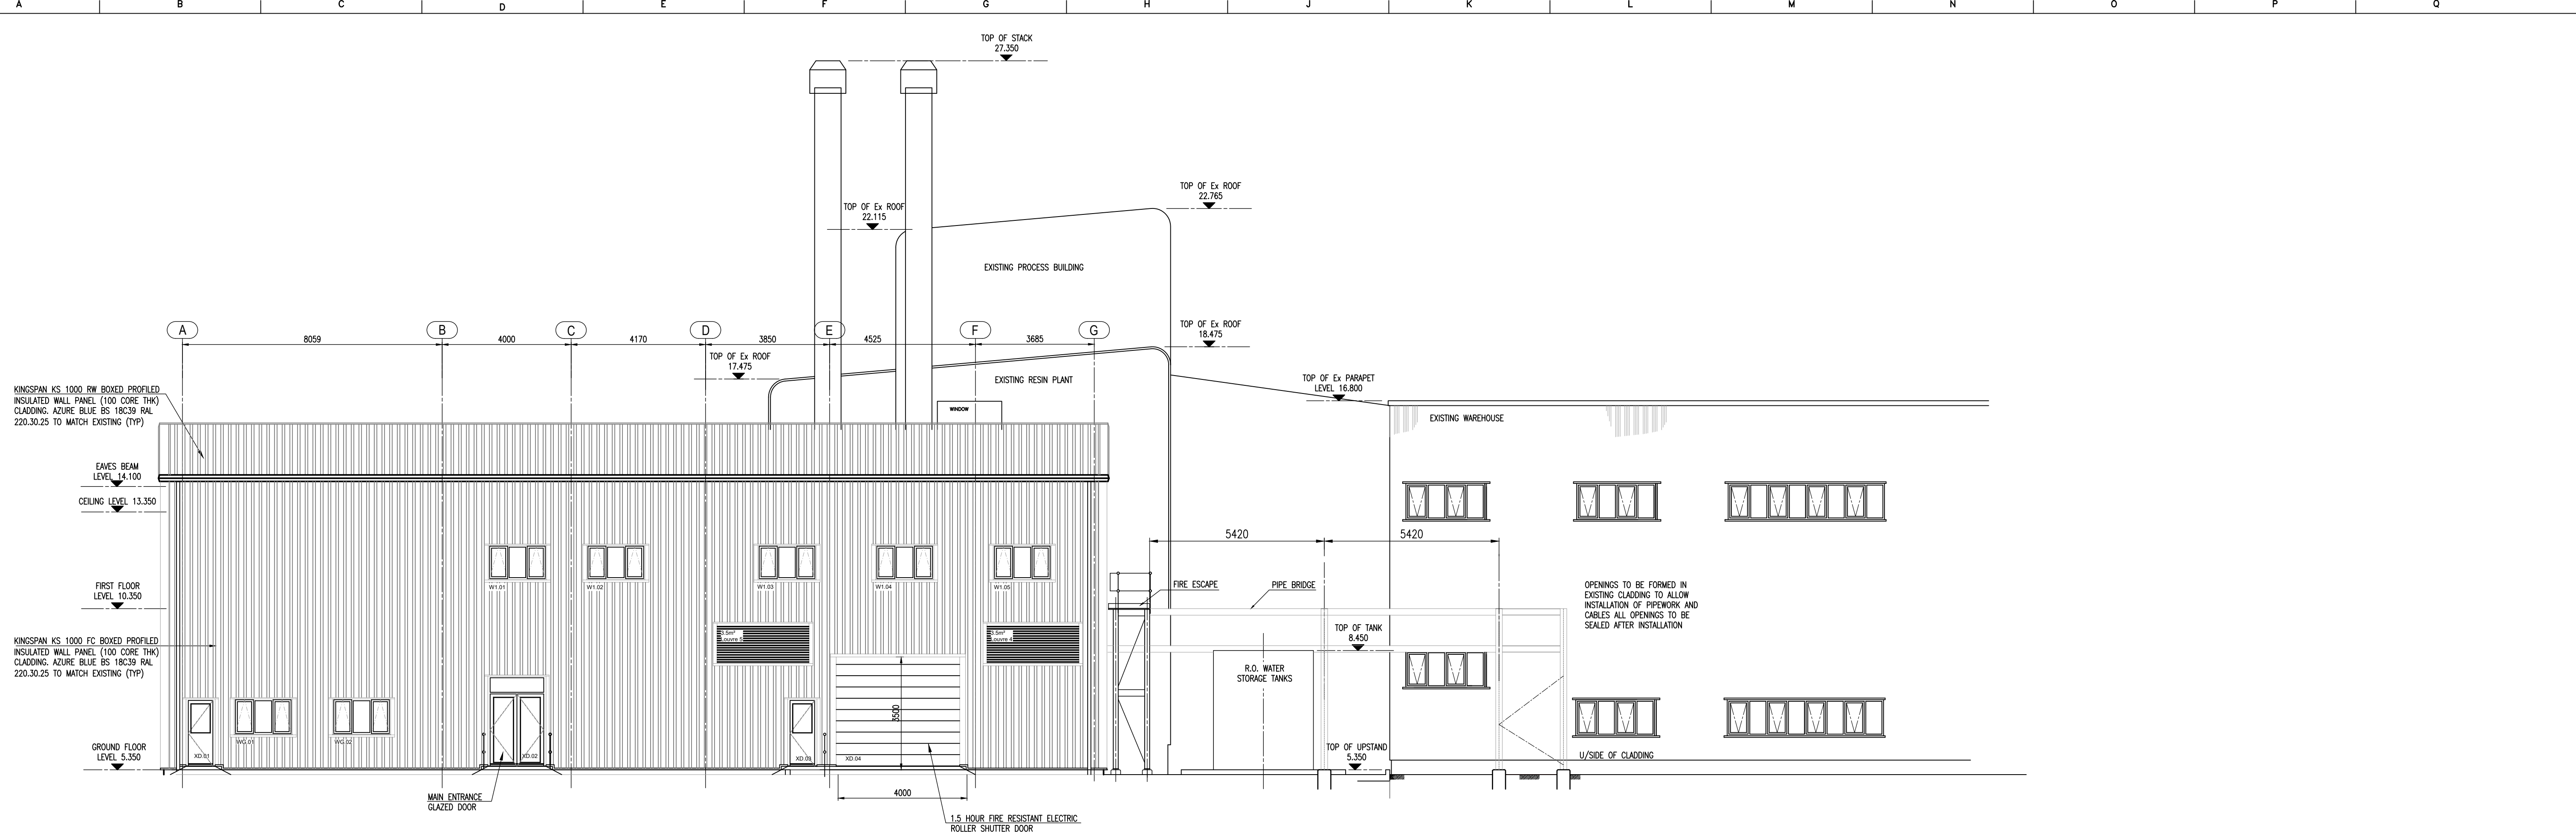 A B C D E F G H J K L M N O P Q
TOP OF STACK
27.350
TOP OF Ex ROOF
22.765
TOP OF Ex ROOF
22.115
EXISTING PROCESS BUILDING
A B C D E F G
8059 4000 4170 3850 4525 3685
TOP OF Ex ROOF
18.475
TOP OF Ex ROOF
17.475
EXISTING RESIN PLANT
TOP OF Ex PARAPET
LEVEL 16.800
WINDOW
EXISTING WAREHOUSE
KINGSPAN KS 1000 RW BOXED PROFILED
INSULATED WALL PANEL (100 CORE THK)
CLADDING. AZURE BLUE BS 18C39 RAL
220.30.25 TO MATCH EXISTING (TYP)
EAVES BEAM
LEVEL 14.100
CEILING LEVEL 13.350
5420 5420
FIRST FLOOR
LEVEL 10.350
W1.01 W1.02 W1.03 W1.04 W1.05
FIRE ESCAPE
PIPE BRIDGE
OPENINGS TO BE FORMED IN
EXISTING CLADDING TO ALLOW
INSTALLATION OF PIPEWORK AND
CABLES ALL OPENINGS TO BE
SEALED AFTER INSTALLATION
KINGSPAN KS 1000 FC BOXED PROFILED
INSULATED WALL PANEL (100 CORE THK)
CLADDING. AZURE BLUE BS 18C39 RAL
220.30.25 TO MATCH EXISTING (TYP)
3.5m²
Louvre 5
3.5m²
Louvre 4
TOP OF TANK
8.450
R.O. WATER
STORAGE TANKS
3500
GROUND FLOOR
LEVEL 5.350
XD.01 WG.01 WG.02 XD.02 XD.03 XD.04
TOP OF UPSTAND
5.350
U/SIDE OF CLADDING
MAIN ENTRANCE
GLAZED DOOR
4000
1.5 HOUR FIRE RESISTANT ELECTRIC
ROLLER SHUTTER DOOR